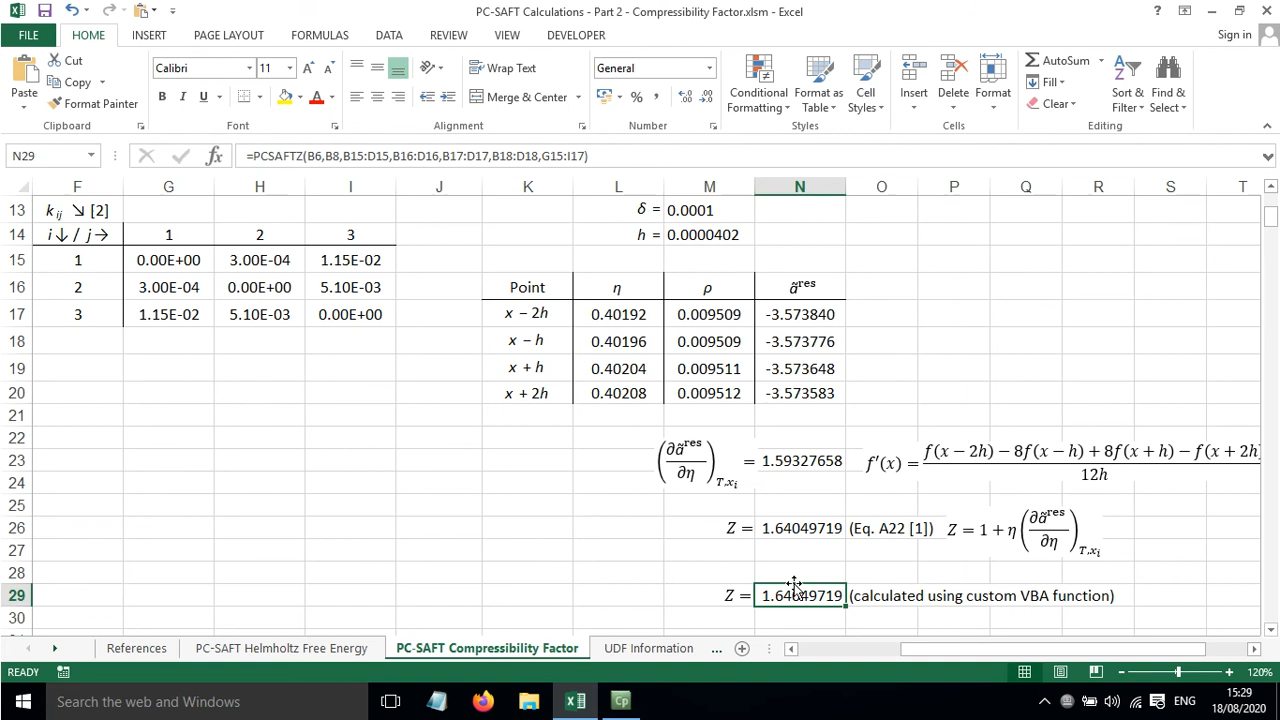 PC-SAFT Calculations - Part 2 - Compressibility Factor.xlsm - Excel
FILE HOME INSERT PAGE LAYOUT FORMULAS DATA REVIEW VIEW DEVELOPER Sign in
Paste Cut Copy Format Painter
Calibri 11 B I U A
Wrap Text Merge & Center
General %
Conditional Formatting Format as Table Cell Styles
Insert Delete Format
AutoSum Fill Clear Sort & Filter Find & Select
Clipboard Font Alignment Number Styles Cells Editing
N29 fx =PCSAFTZ(B6,B8,B15:D15,B16:D16,B17:D17,B18:D18,G15:I17)
F G H I J K L M N O P Q R S T
13 k ij ↘ [2] δ = 0.0001
14 i↓ / j→ 1 2 3 h = 0.0000402
15 1 0.00E+00 3.00E-04 1.15E-02
16 2 3.00E-04 0.00E+00 5.10E-03 Point η ρ ãʳᵉˢ
17 3 1.15E-02 5.10E-03 0.00E+00 x − 2h 0.40192 0.009509 -3.573840
18 x − h 0.40196 0.009509 -3.573776
19 x + h 0.40204 0.009511 -3.573648
20 x + 2h 0.40208 0.009512 -3.573583
21
22
23 (∂ãʳᵉˢ/∂η)T,xi = 1.59327658 f′(x) = f(x − 2h) − 8f(x − h) + 8f(x + h) − f(x + 2h) / 12h
24
25
26 Z = 1.64049719 (Eq. A22 [1]) Z = 1 + η(∂ãʳᵉˢ/∂η)T,xi
27
28
29 Z = 1.64049719 (calculated using custom VBA function)
30
References PC-SAFT Helmholtz Free Energy PC-SAFT Compressibility Factor UDF Information ...
READY 120%
Search the web and Windows ENG 15:29
18/08/2020